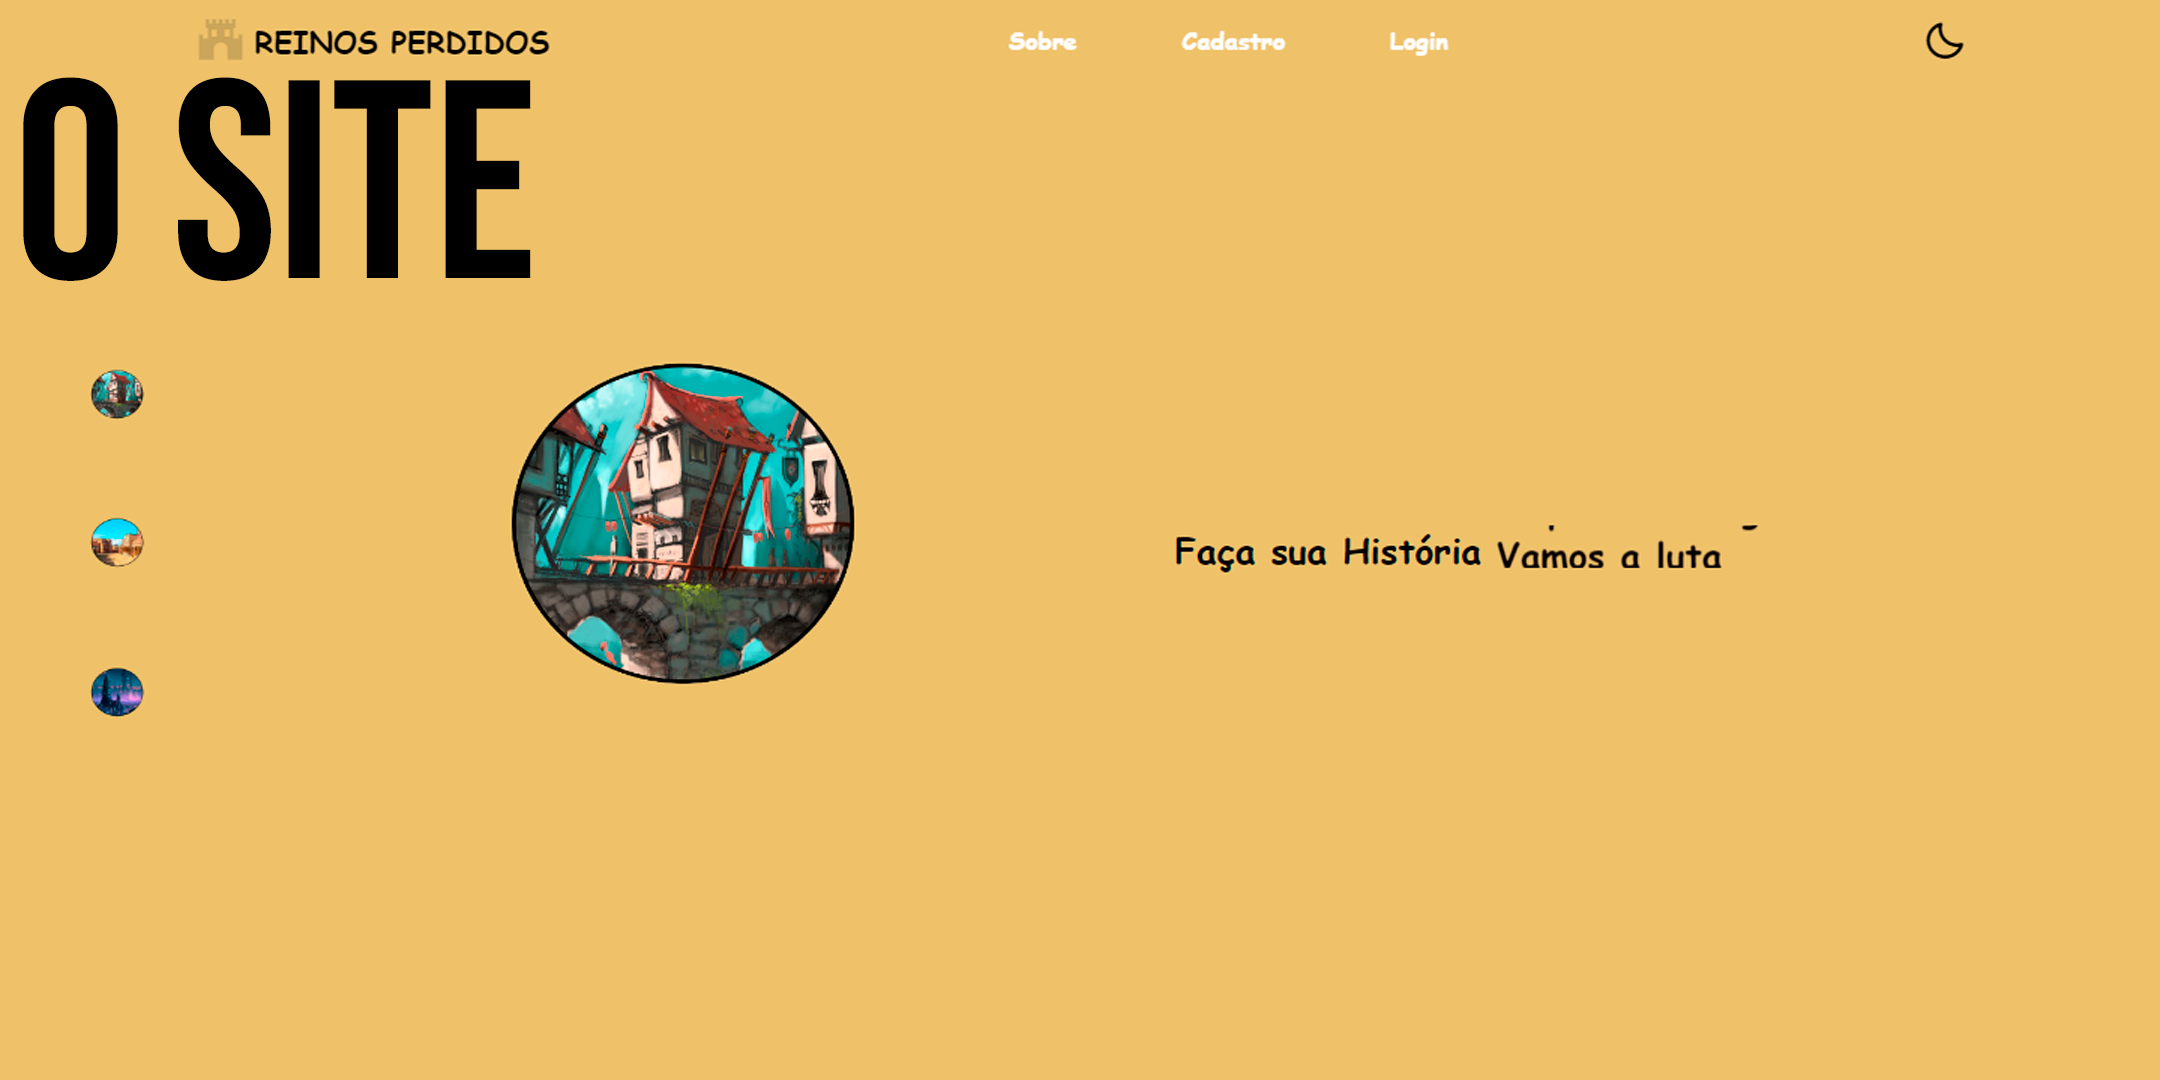 REINOS PERDIDOS
Sobre
Cadastro
Login
O SITE
Faça sua História Vamos a luta